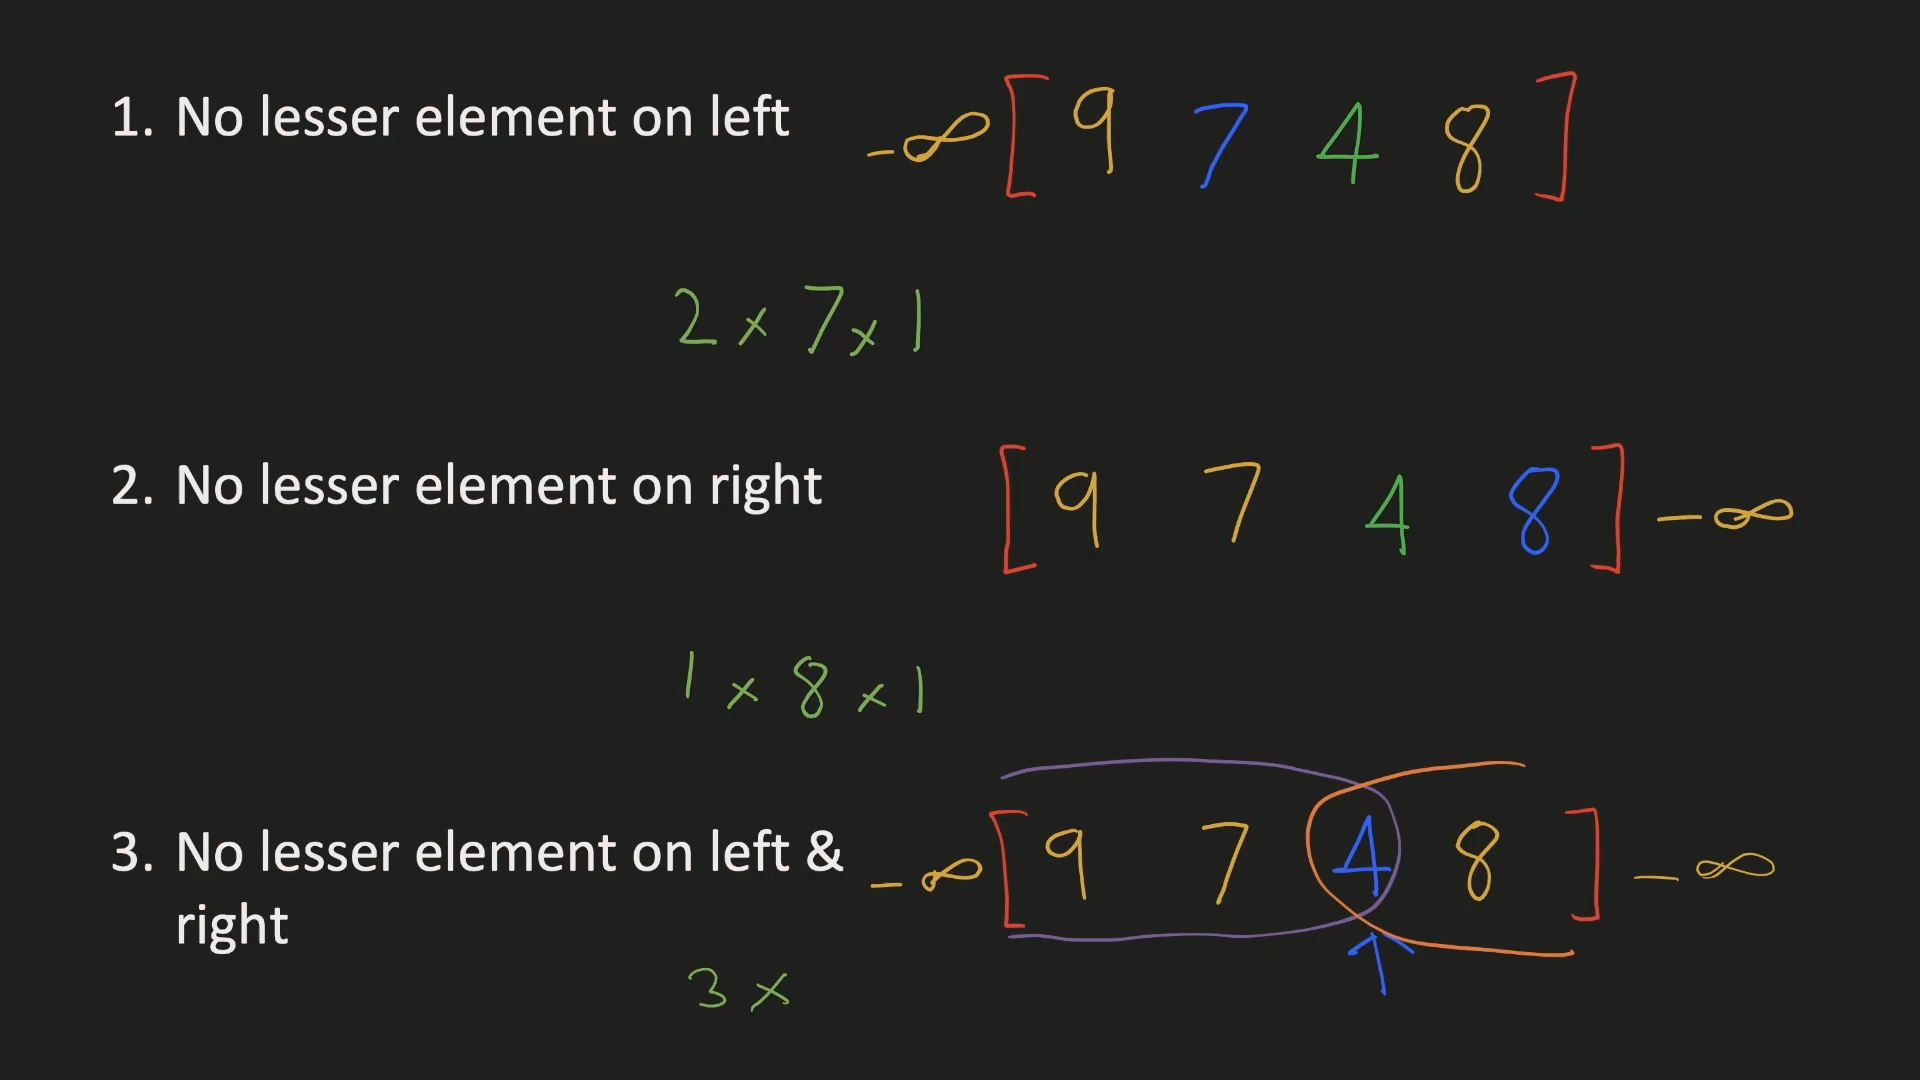 1. No lesser element on left
-∞ [ 9 7 4 8 ]
2 x 7 x 1
2. No lesser element on right
[ 9 7 4 8 ] -∞
1 x 8 x 1
3. No lesser element on left &
right
-∞ [ 9 7 4 8 ] -∞
3 x